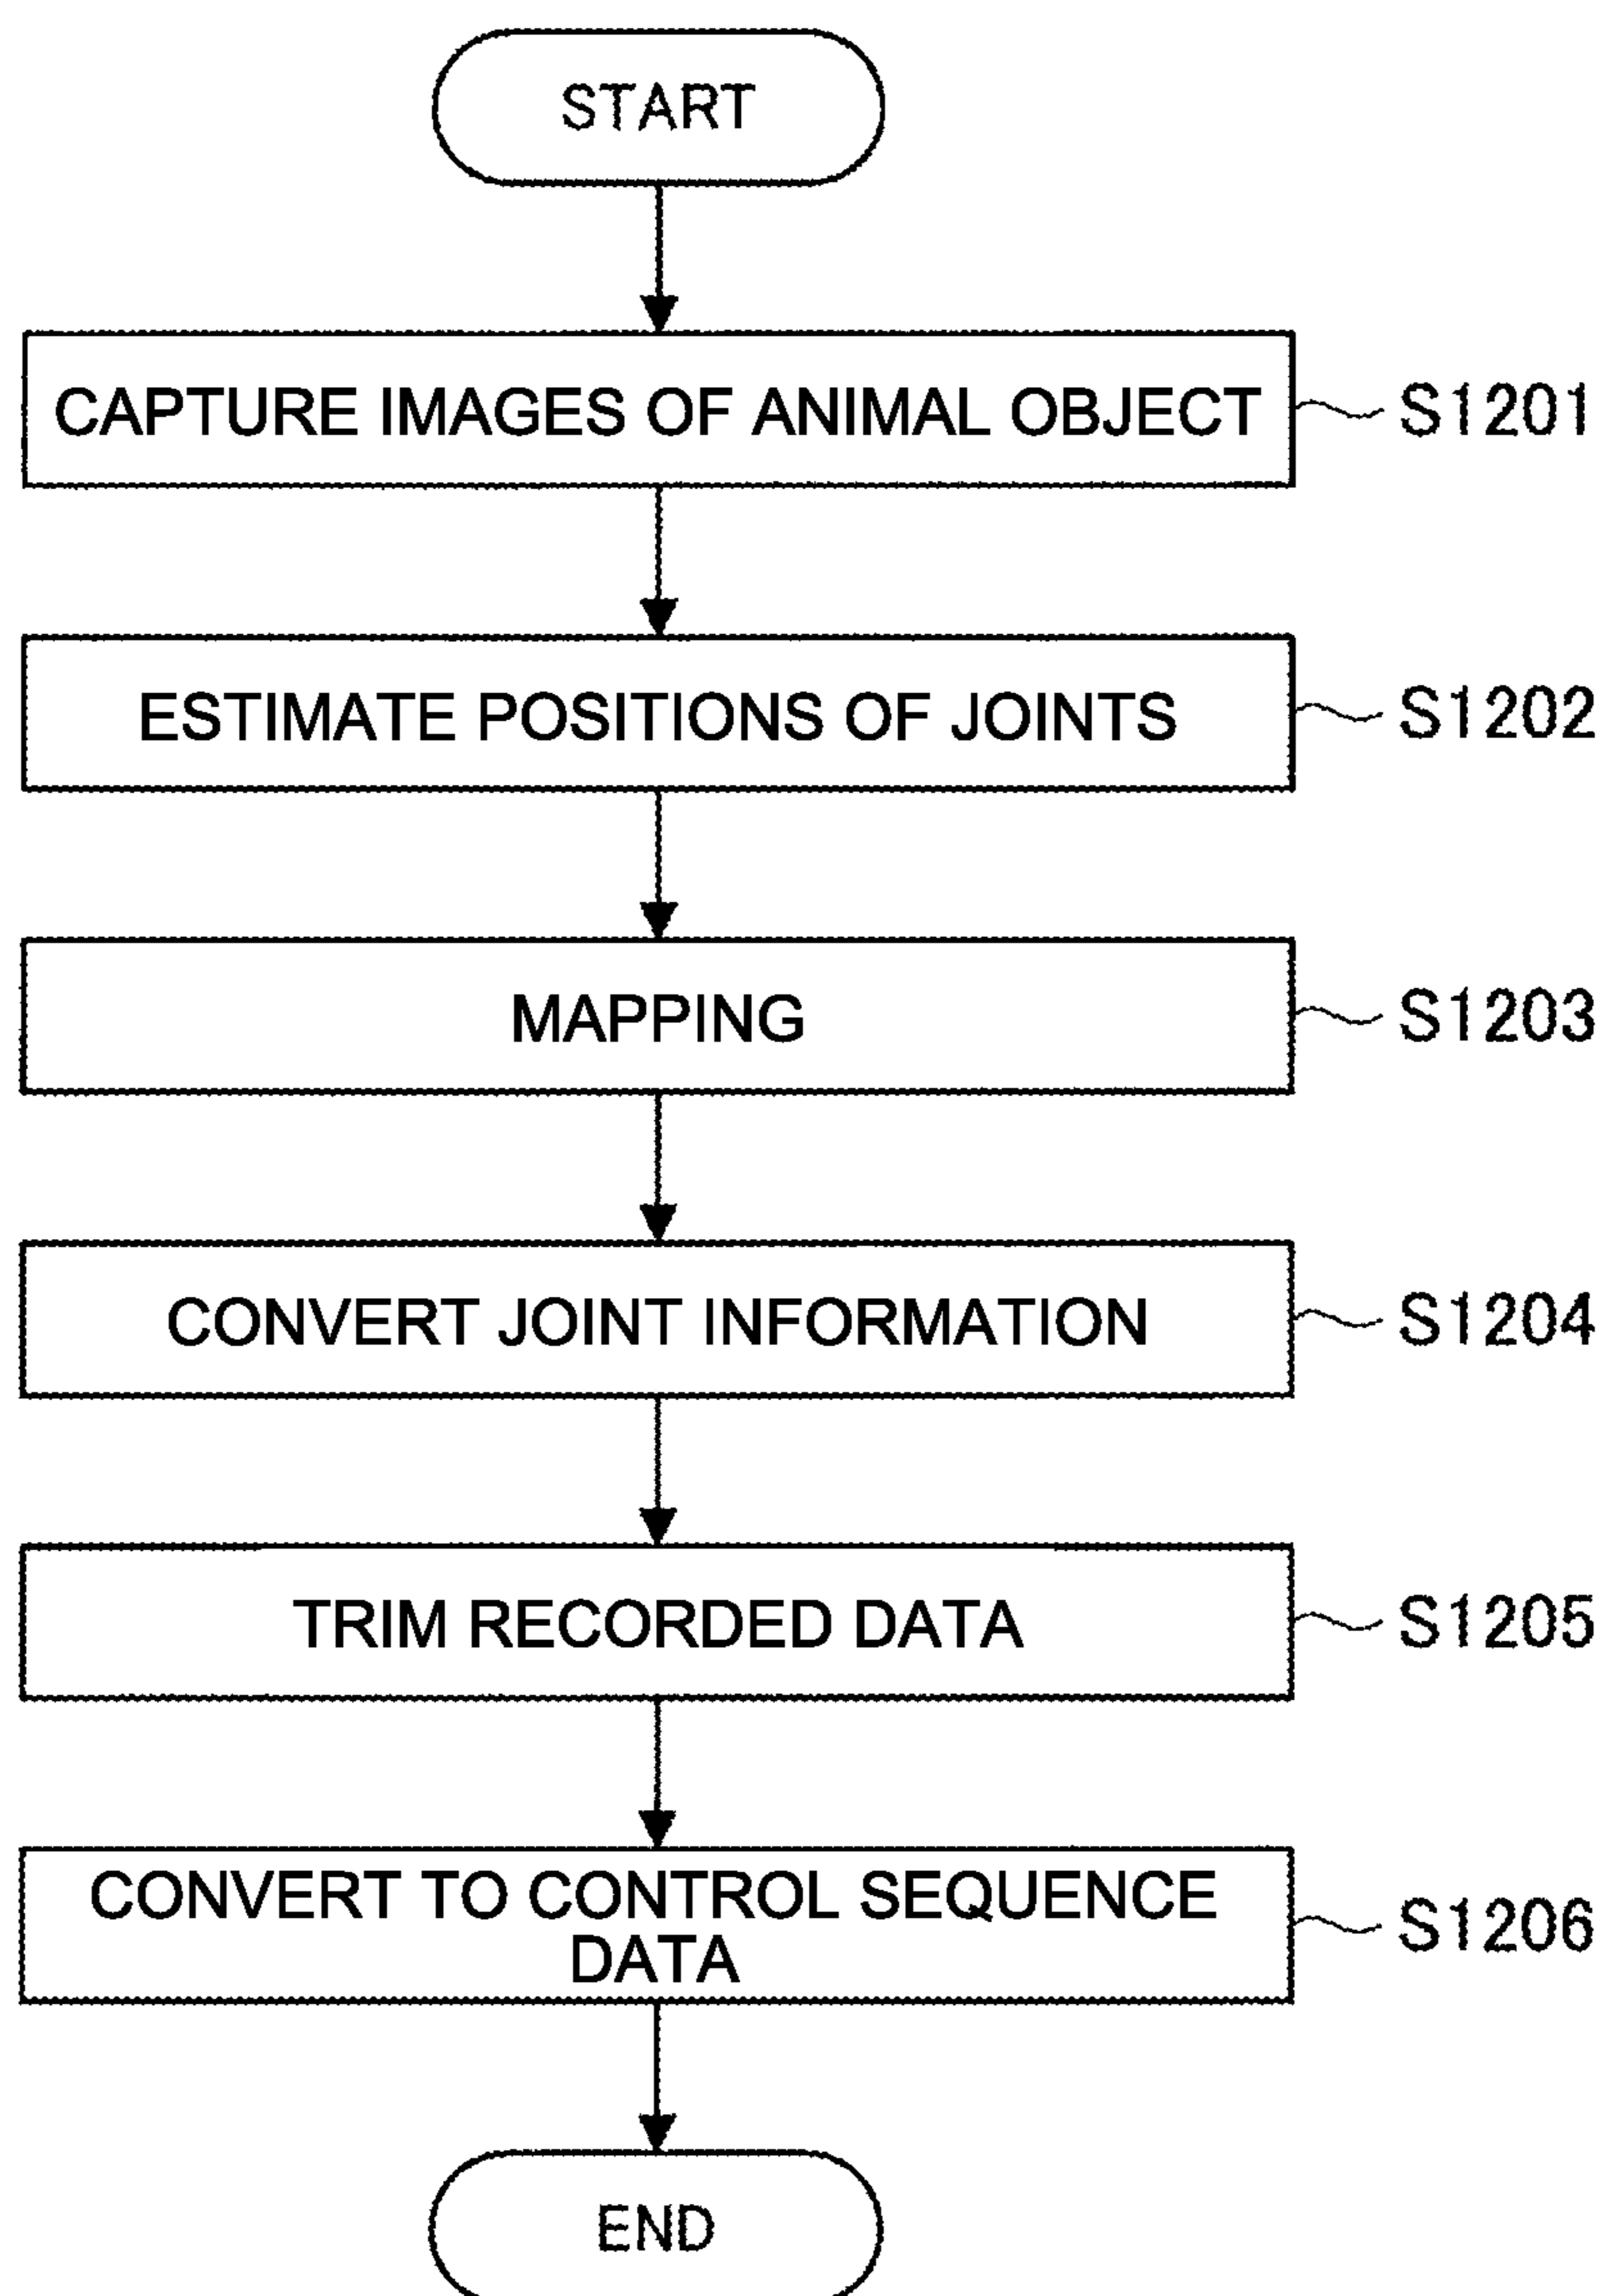 START
CAPTURE IMAGES OF ANIMAL OBJECT
S1201
ESTIMATE POSITIONS OF JOINTS
S1202
MAPPING
S1203
CONVERT JOINT INFORMATION
S1204
TRIM RECORDED DATA
S1205
CONVERT TO CONTROL SEQUENCE
DATA
S1206
END